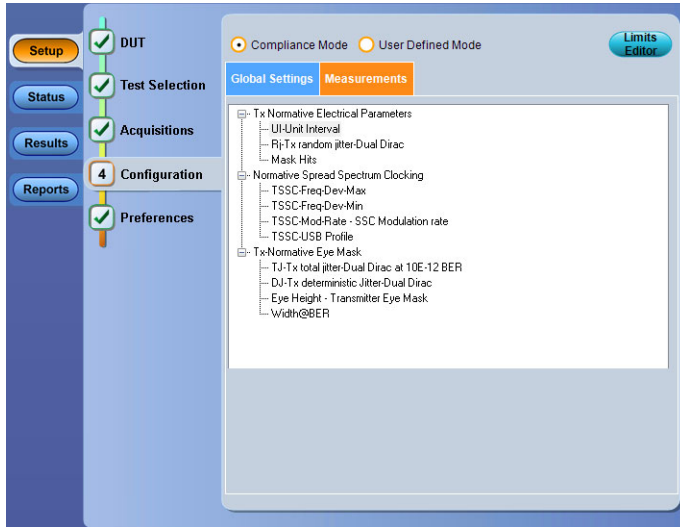 Setup
Status
Results
Reports
DUT
Test Selection
Acquisitions
4 Configuration
Preferences
Compliance Mode User Defined Mode
Limits
Editor
Global Settings Measurements
Tx Normative Electrical Parameters
UI-Unit Interval
Rj-Tx random jitter-Dual Dirac
Mask Hits
Normative Spread Spectrum Clocking
TSSC-Freq-Dev-Max
TSSC-Freq-Dev-Min
TSSC-Mod-Rate - SSC Modulation rate
TSSC-USB Profile
Tx-Normative Eye Mask
TJ-Tx total jitter-Dual Dirac at 10E-12 BER
DJ-Tx deterministic Jitter-Dual Dirac
Eye Height - Transmitter Eye Mask
Width@BER